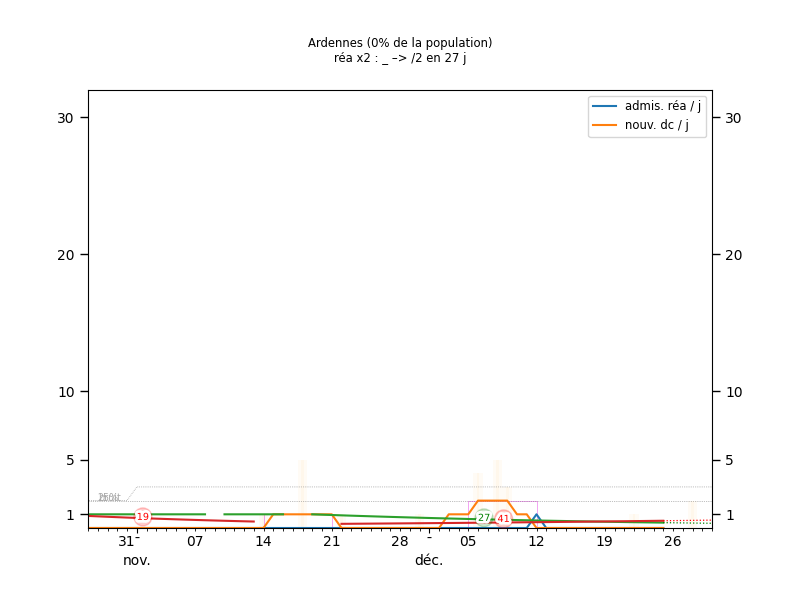 Ardennes (0% de la population)
réa x2 : _ –> /2 en 27 j
admis. réa / j
nouv. dc / j
30 30
20 20
10 10
5 5
1 1
19
27 41
31 07 14 21 28 05 12 19 26
nov. déc.